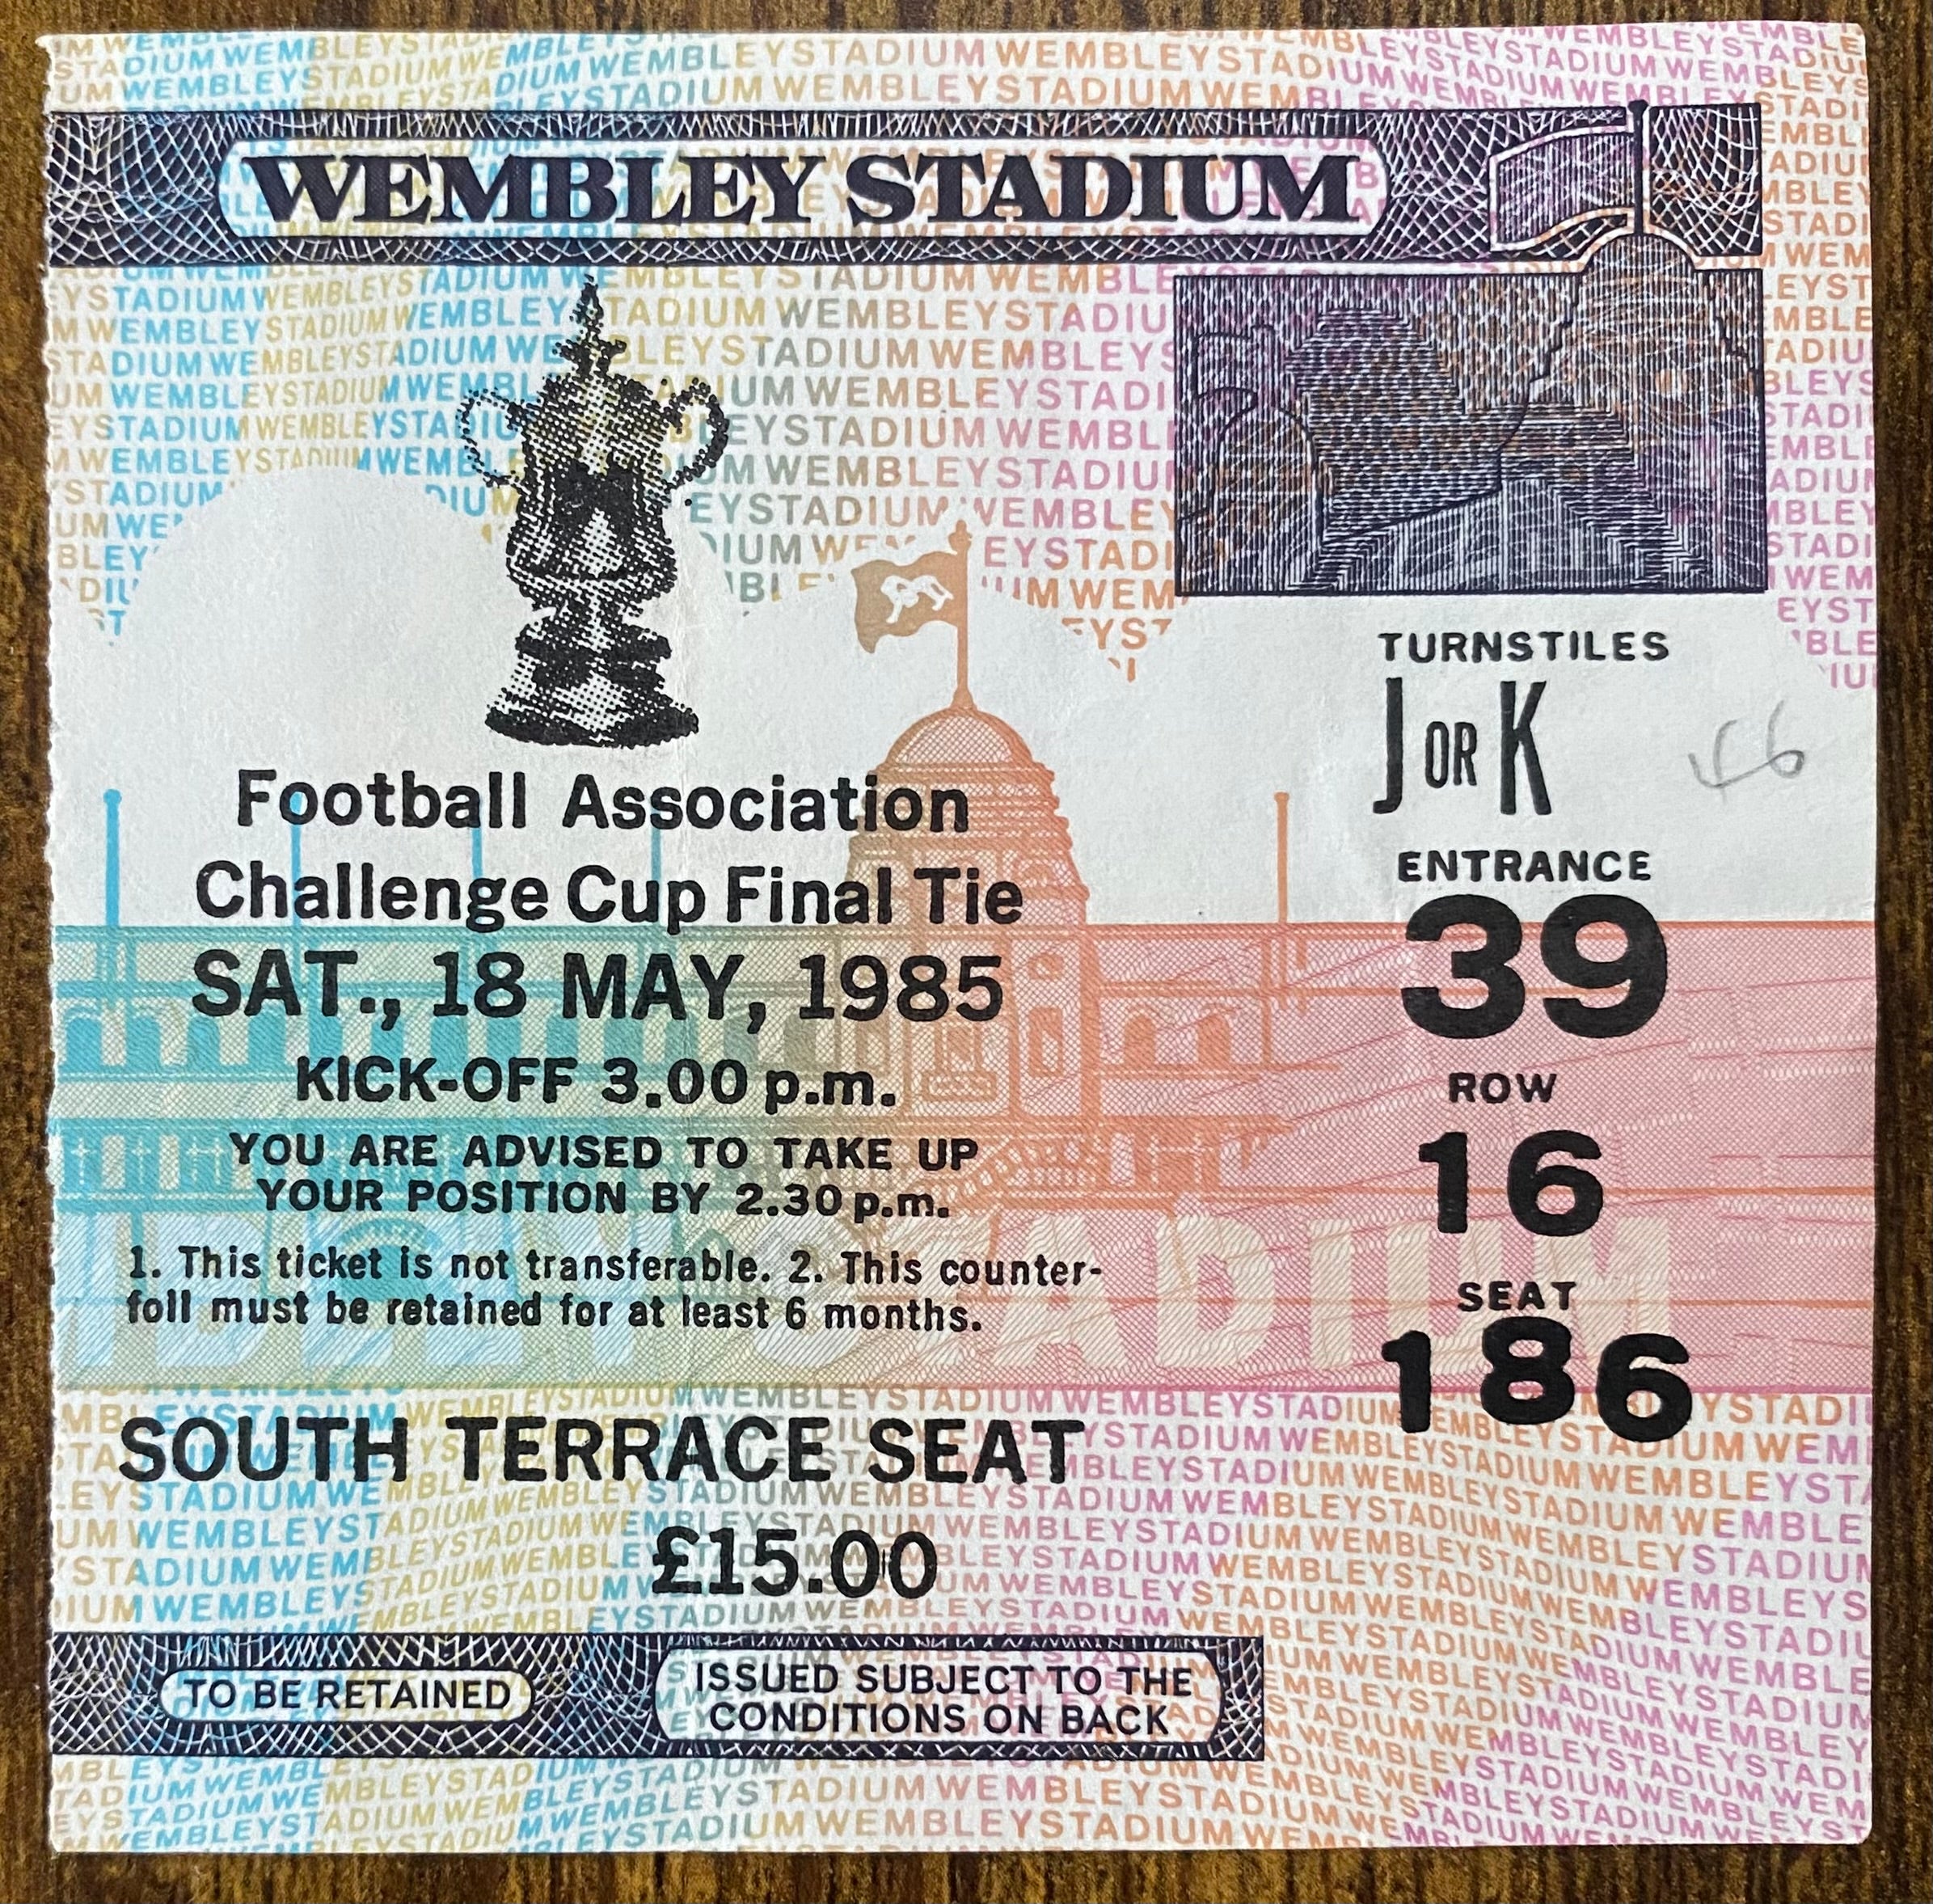 WEMBLEY STADIUM
Football Association
Challenge Cup Final Tie
SAT., 18 MAY, 1985
KICK-OFF 3.00 p.m.
YOU ARE ADVISED TO TAKE UP
YOUR POSITION BY 2.30 p.m.
1. This ticket is not transferable. 2. This counter-
foil must be retained for at least 6 months.
SOUTH TERRACE SEAT
£15.00
TO BE RETAINED
ISSUED SUBJECT TO THE
CONDITIONS ON BACK
TURNSTILES
J OR K
ENTRANCE
39
ROW
16
SEAT
186